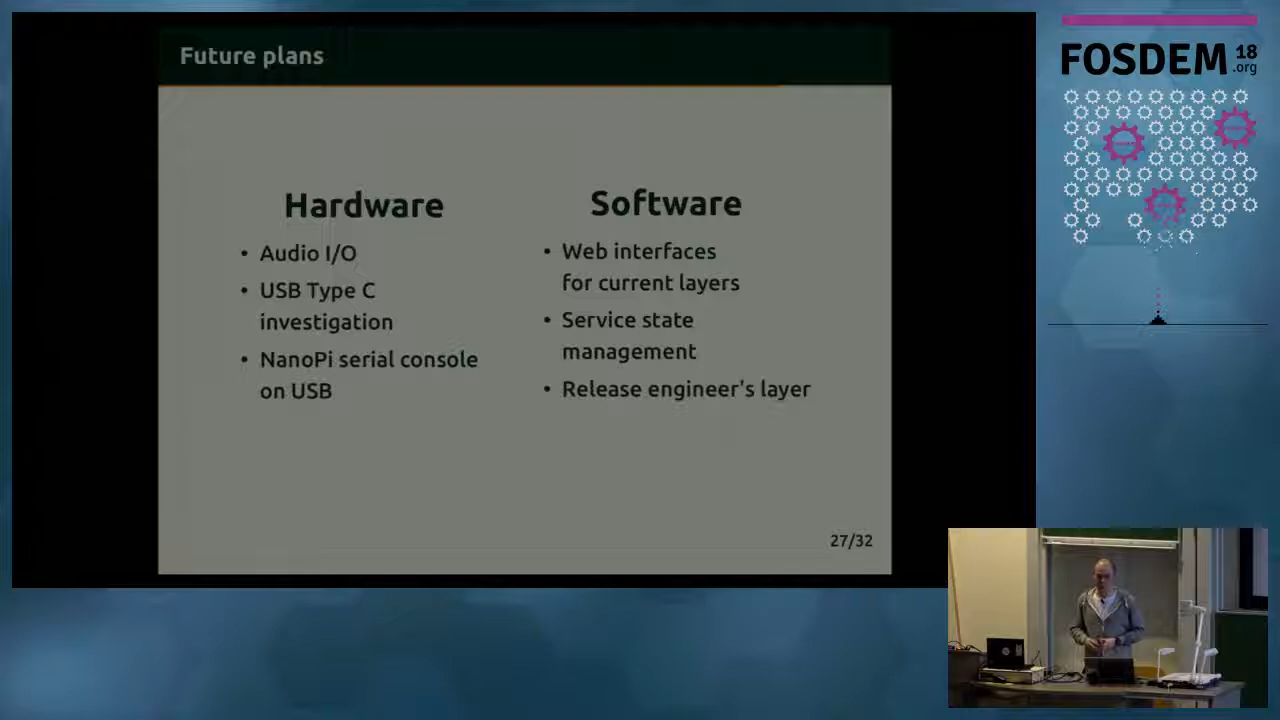 Future plans
Hardware
• Audio I/O
• USB Type C
investigation
• NanoPi serial console
on USB
Software
• Web interfaces
for current layers
• Service state
management
• Release engineer's layer
27/32
FOSDEM 18
.org